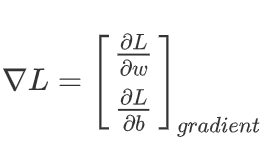 ∇L = [ ∂L/∂w
∂L/∂b ]gradient